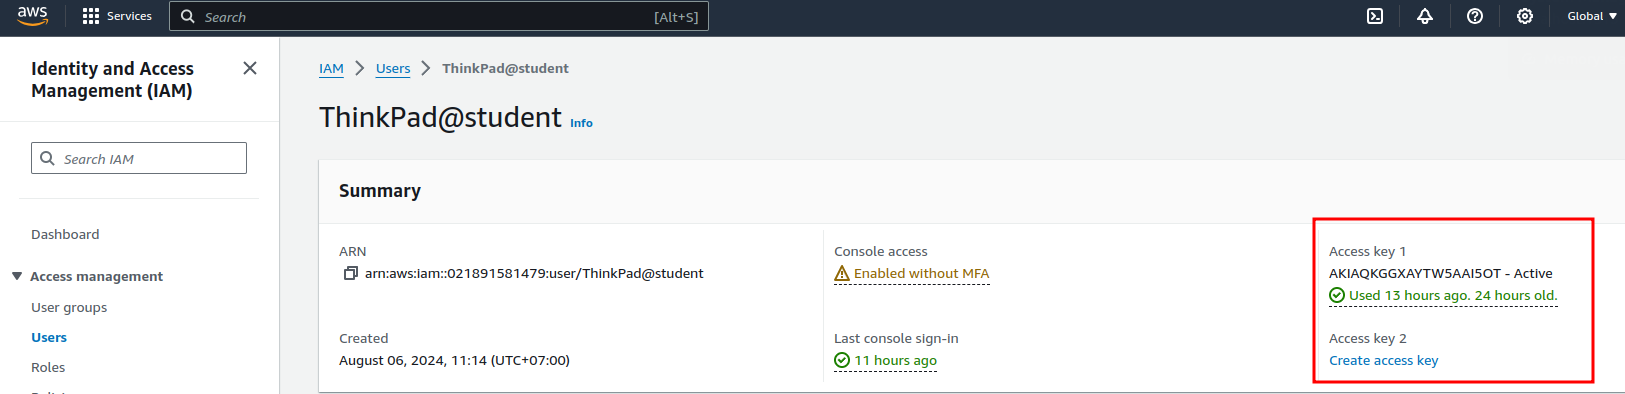 aws
Services
Search
[Alt+S]
Global
Identity and Access
Management (IAM)
Search IAM
Dashboard
Access management
User groups
Users
Roles
IAM > Users > ThinkPad@student
ThinkPad@student Info
Summary
ARN
arn:aws:iam::021891581479:user/ThinkPad@student
Created
August 06, 2024, 11:14 (UTC+07:00)
Console access
Enabled without MFA
Last console sign-in
11 hours ago
Access key 1
AKIAQKGGXAYTW5AAI5OT - Active
Used 13 hours ago. 24 hours old.
Access key 2
Create access key